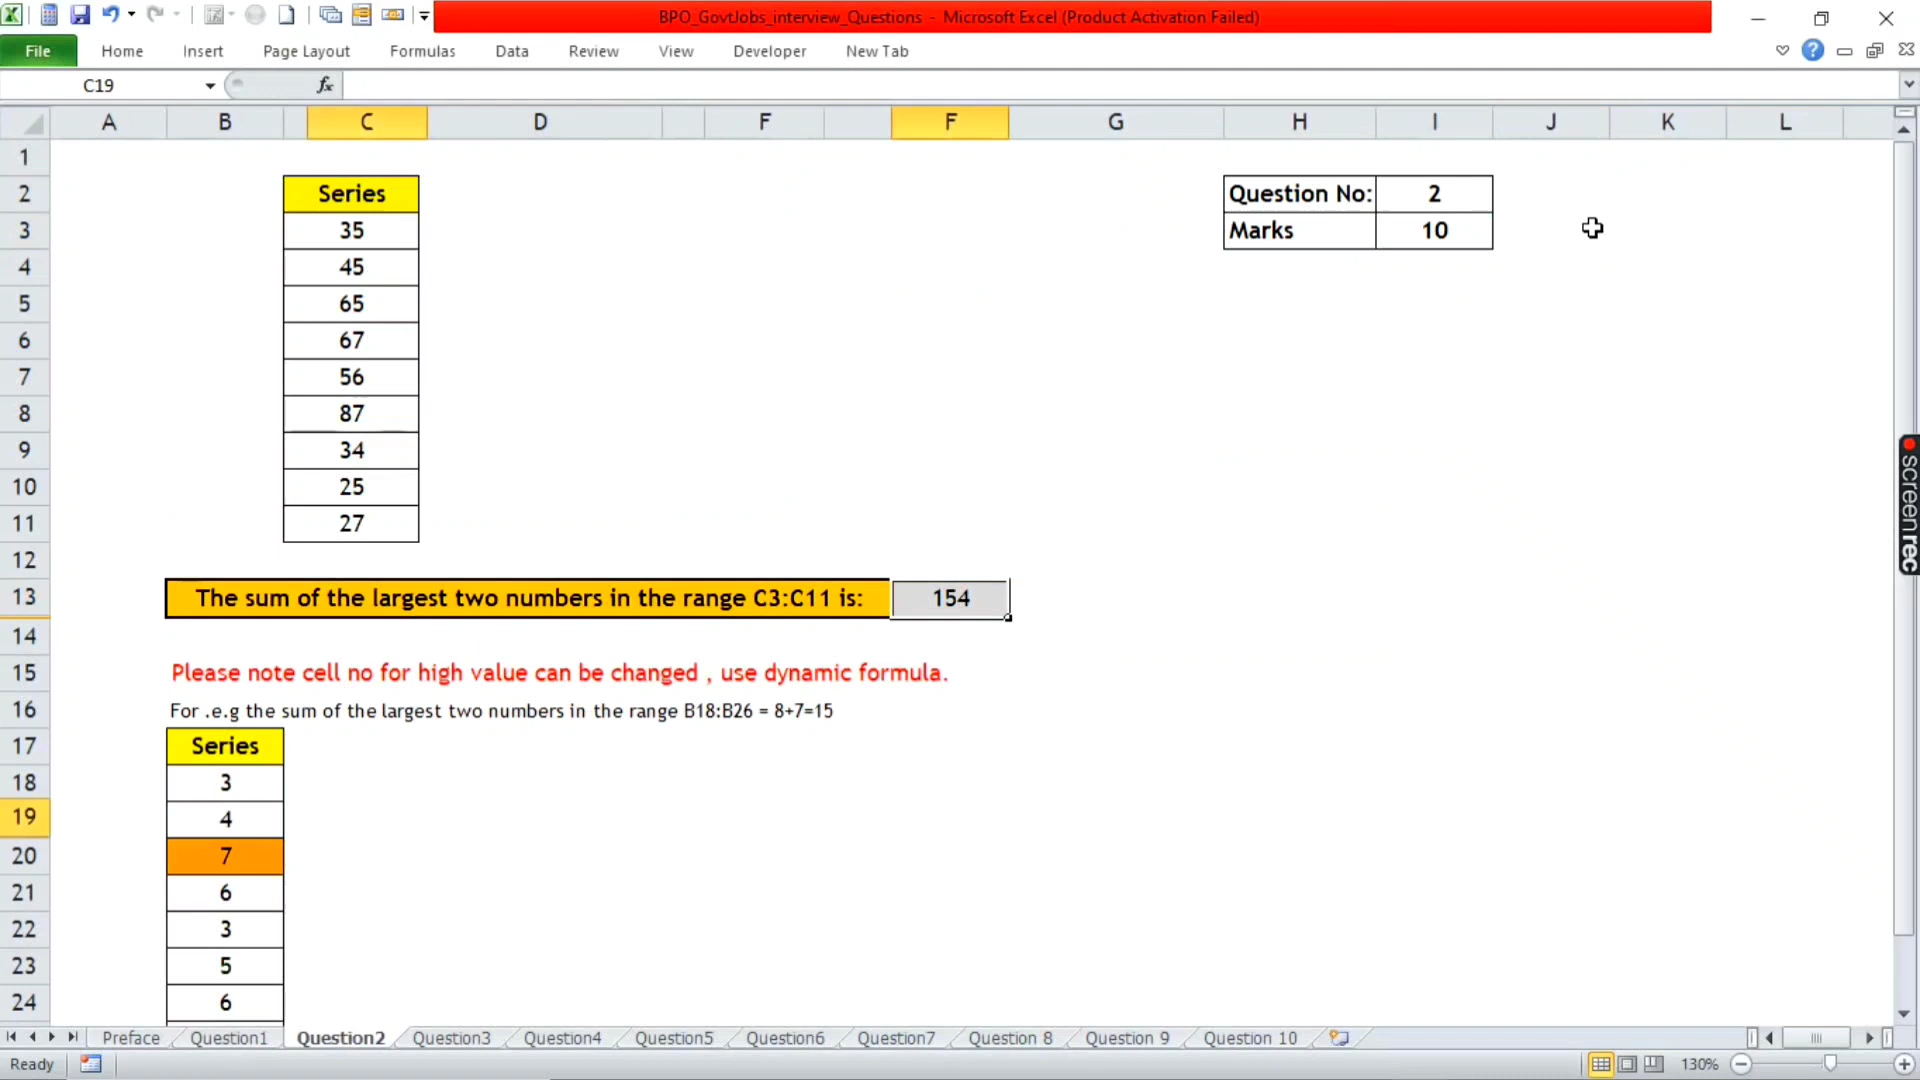 BPO_GovtJobs_interview_Questions - Microsoft Excel (Product Activation Failed)
File Home Insert Page Layout Formulas Data Review View Developer New Tab
C19 fx
A B C D F F G H I J K L
1
2 Series Question No: 2
3 35 Marks 10
4 45
5 65
6 67
7 56
8 87
9 34
10 25
11 27
12
13 The sum of the largest two numbers in the range C3:C11 is: 154
14
15 Please note cell no for high value can be changed , use dynamic formula.
16 For .e.g the sum of the largest two numbers in the range B18:B26 = 8+7=15
17 Series
18 3
19 4
20 7
21 6
22 3
23 5
24 6
screenrec
Preface Question1 Question2 Question3 Question4 Question5 Question6 Question7 Question 8 Question 9 Question 10
Ready 130%